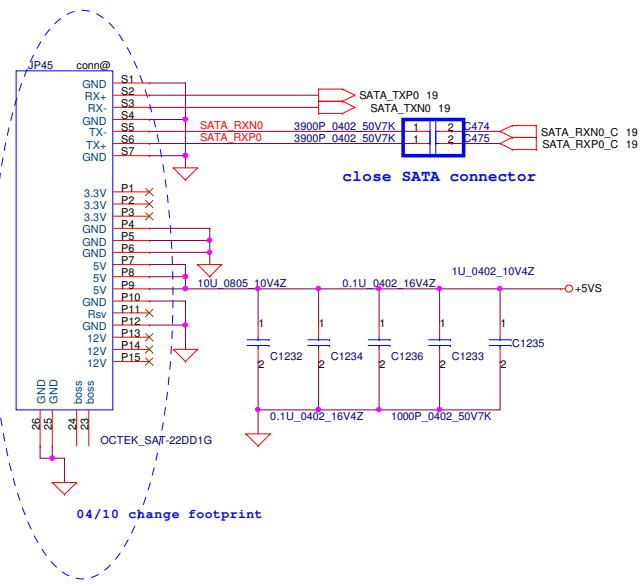 JP45 conn@
GND S1
RX+ S2
RX- S3
GND S4
TX- S5
TX+ S6
GND S7
SATA_TXP0 19
SATA_TXN0 19
SATA_RXN0 3900P_0402_50V7K 1 2 C474 SATA_RXN0_C 19
SATA_RXP0 3900P_0402_50V7K 1 2 C475 SATA_RXP0_C 19
close SATA connector
3.3V P1
3.3V P2
3.3V P3
GND P4
GND P5
GND P6
5V P7
5V P8
5V P9
GND P10
Rsv P11
GND P12
12V P13
12V P14
12V P15
1U_0402_10V4Z
10U_0805_10V4Z 0.1U_0402_16V4Z +5VS
1 1 1 1 1
C1232 C1234 C1236 C1233 C1235
2 2 2 2 2
0.1U_0402_16V4Z 1000P_0402_50V7K
GND GND boss boss
26 25 24 23
OCTEK_SAT-22DD1G
04/10 change footprint